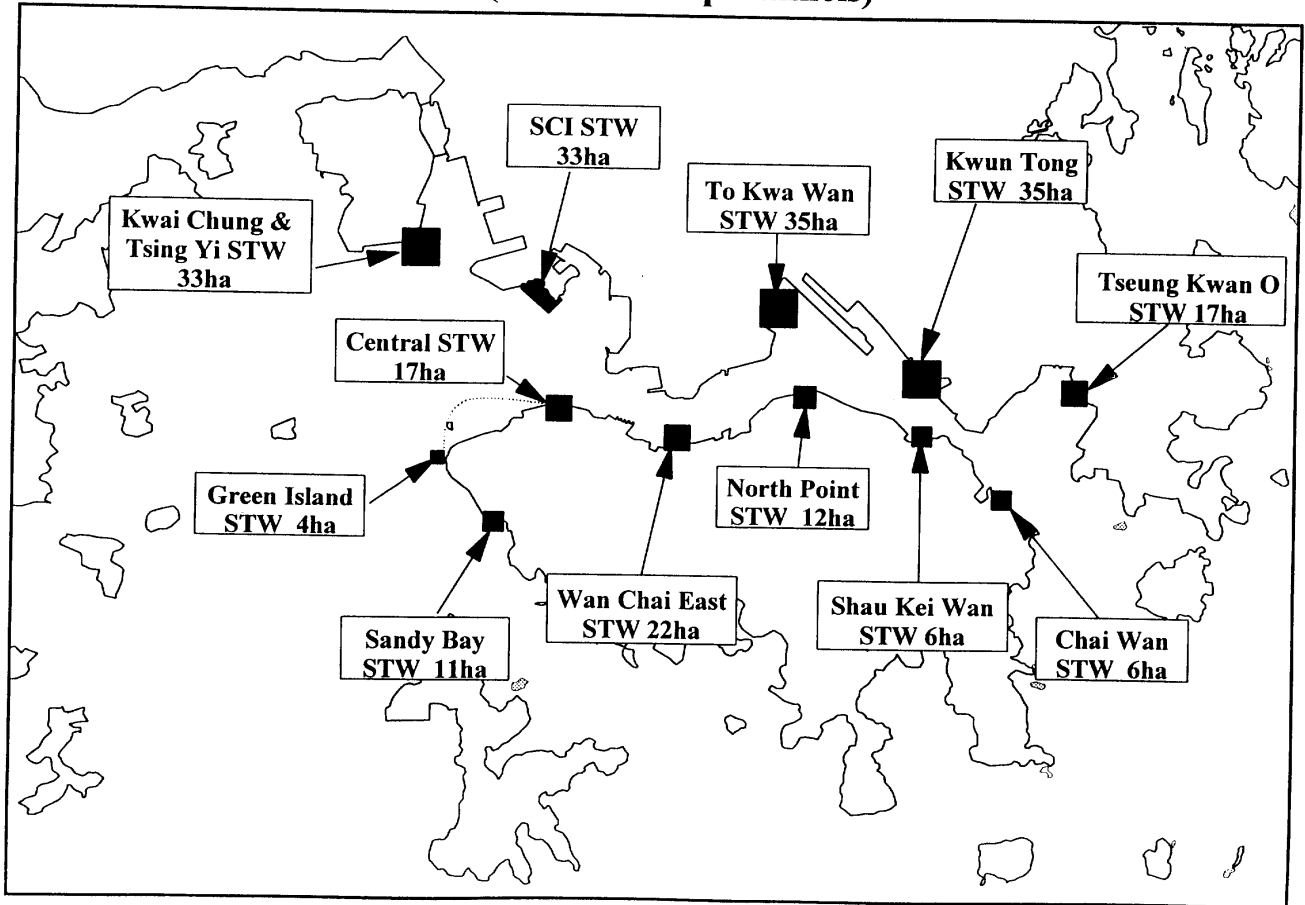 SCI STW
33ha
Kwun Tong
STW 35ha
To Kwa Wan
STW 35ha
Kwai Chung &
Tsing Yi STW
33ha
Tseung Kwan O
STW 17ha
Central STW
17ha
Green Island
STW 4ha
North Point
STW 12ha
Wan Chai East
STW 22ha
Shau Kei Wan
STW 6ha
Sandy Bay
STW 11ha
Chai Wan
STW 6ha